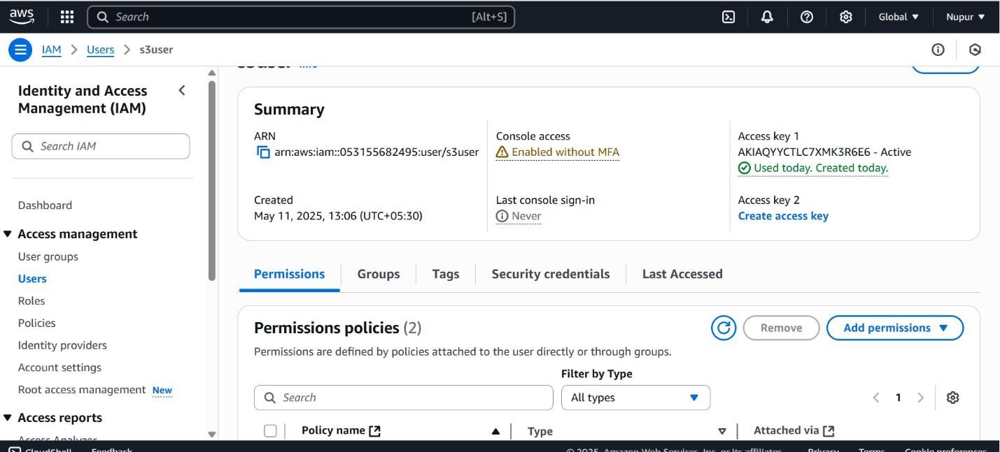 aws
Search [Alt+S]
Global
Nupur
IAM > Users > s3user
Identity and Access
Management (IAM)
Search IAM
Dashboard
Access management
User groups
Users
Roles
Policies
Identity providers
Account settings
Root access management New
Access reports
Access Analyzer
s3user Info
Summary
ARN
arn:aws:iam::053155682495:user/s3user
Console access
Enabled without MFA
Access key 1
AKIAQYYCTLC7XMK3R6E6 - Active
Used today. Created today.
Created
May 11, 2025, 13:06 (UTC+05:30)
Last console sign-in
Never
Access key 2
Create access key
Permissions
Groups
Tags
Security credentials
Last Accessed
Permissions policies (2)
Remove
Add permissions
Permissions are defined by policies attached to the user directly or through groups.
Filter by Type
Search
All types
1
Policy name
Type
Attached via
CloudShell
Feedback
© 2025, Amazon Web Services, Inc. or its affiliates.
Privacy
Terms
Cookie preferences